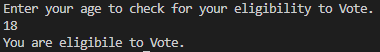 Enter your age to check for your eligibility to Vote.
18
You are eligibile to Vote.